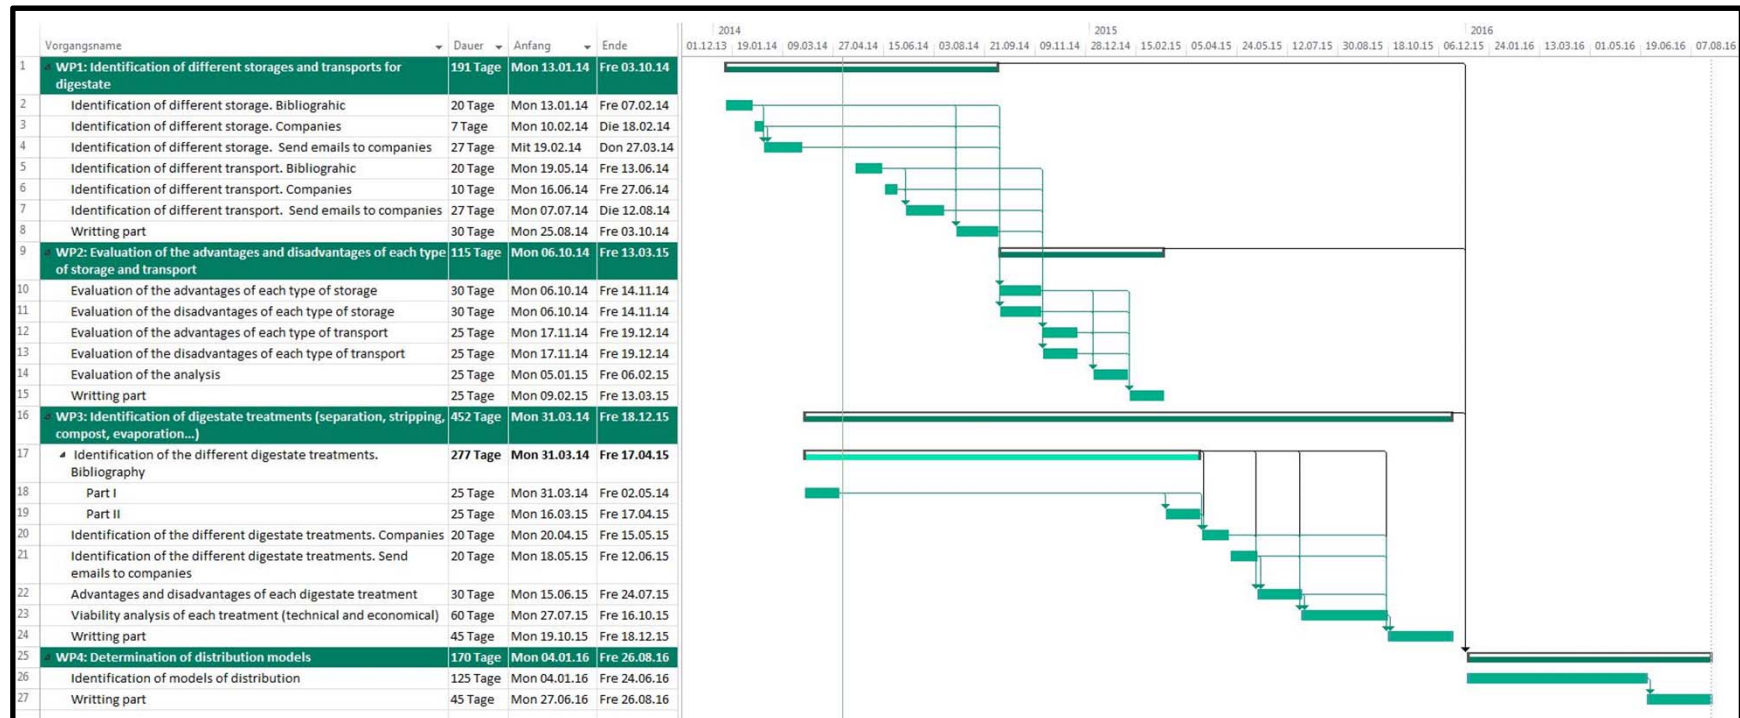 2014 2015 2016
Vorgangsname Dauer Anfang Ende 01.12.13 19.01.14 09.03.14 27.04.14 15.06.14 03.08.14 21.09.14 09.11.14 28.12.14 15.02.15 05.04.15 24.05.15 12.07.15 30.08.15 18.10.15 06.12.15 24.01.16 13.03.16 01.05.16 19.06.16 07.08.16
1 WP1: Identification of different storages and transports for 191 Tage Mon 13.01.14 Fre 03.10.14
digestate
2 Identification of different storage. Bibliograhic 20 Tage Mon 13.01.14 Fre 07.02.14
3 Identification of different storage. Companies 7 Tage Mon 10.02.14 Die 18.02.14
4 Identification of different storage. Send emails to companies 27 Tage Mit 19.02.14 Don 27.03.14
5 Identification of different transport. Bibliograhic 20 Tage Mon 19.05.14 Fre 13.06.14
6 Identification of different transport. Companies 10 Tage Mon 16.06.14 Fre 27.06.14
7 Identification of different transport. Send emails to companies 27 Tage Mon 07.07.14 Die 12.08.14
8 Writting part 30 Tage Mon 25.08.14 Fre 03.10.14
9 WP2: Evaluation of the advantages and disadvantages of each type 115 Tage Mon 06.10.14 Fre 13.03.15
of storage and transport
10 Evaluation of the advantages of each type of storage 30 Tage Mon 06.10.14 Fre 14.11.14
11 Evaluation of the disadvantages of each type of storage 30 Tage Mon 06.10.14 Fre 14.11.14
12 Evaluation of the advantages of each type of transport 25 Tage Mon 17.11.14 Fre 19.12.14
13 Evaluation of the disadvantages of each type of transport 25 Tage Mon 17.11.14 Fre 19.12.14
14 Evaluation of the analysis 25 Tage Mon 05.01.15 Fre 06.02.15
15 Writting part 25 Tage Mon 09.02.15 Fre 13.03.15
16 WP3: Identification of digestate treatments (separation, stripping, 452 Tage Mon 31.03.14 Fre 18.12.15
compost, evaporation...)
17 Identification of the different digestate treatments. 277 Tage Mon 31.03.14 Fre 17.04.15
Bibliography
18 Part I 25 Tage Mon 31.03.14 Fre 02.05.14
19 Part II 25 Tage Mon 16.03.15 Fre 17.04.15
20 Identification of the different digestate treatments. Companies 20 Tage Mon 20.04.15 Fre 15.05.15
21 Identification of the different digestate treatments. Send 20 Tage Mon 18.05.15 Fre 12.06.15
emails to companies
22 Advantages and disadvantages of each digestate treatment 30 Tage Mon 15.06.15 Fre 24.07.15
23 Viability analysis of each treatment (technical and economical) 60 Tage Mon 27.07.15 Fre 16.10.15
24 Writting part 45 Tage Mon 19.10.15 Fre 18.12.15
25 WP4: Determination of distribution models 170 Tage Mon 04.01.16 Fre 26.08.16
26 Identification of models of distribution 125 Tage Mon 04.01.16 Fre 24.06.16
27 Writting part 45 Tage Mon 27.06.16 Fre 26.08.16